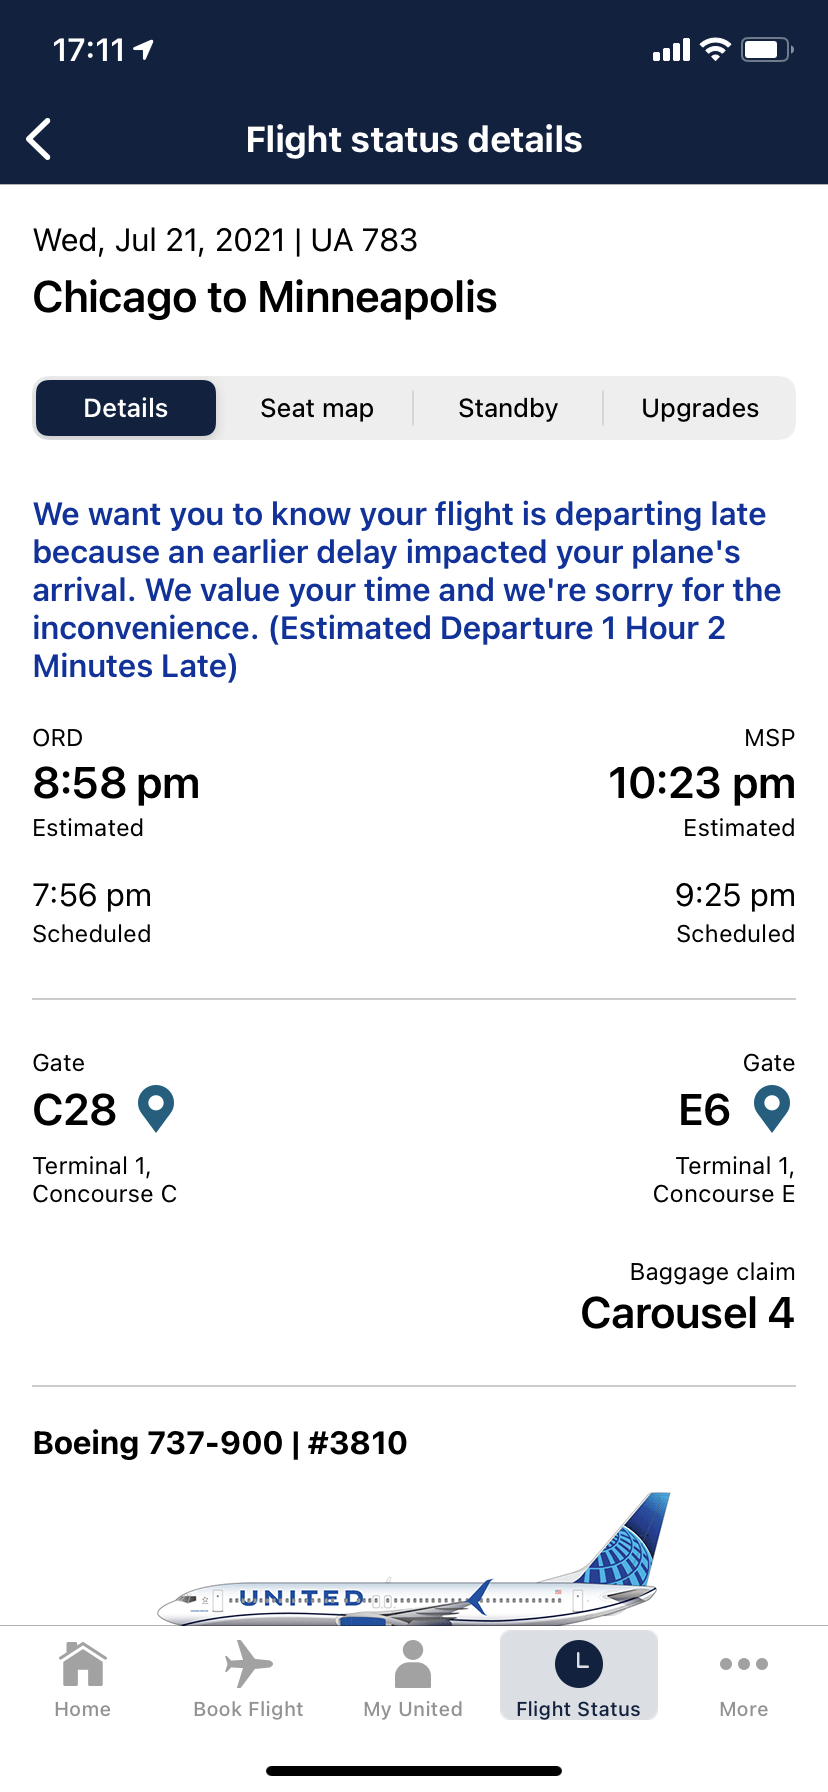 17:11
Flight status details
Wed, Jul 21, 2021 | UA 783
Chicago to Minneapolis
Details Seat map Standby Upgrades
We want you to know your flight is departing late
because an earlier delay impacted your plane's
arrival. We value your time and we're sorry for the
inconvenience. (Estimated Departure 1 Hour 2
Minutes Late)
ORD MSP
8:58 pm 10:23 pm
Estimated Estimated
7:56 pm 9:25 pm
Scheduled Scheduled
Gate Gate
C28 E6
Terminal 1, Terminal 1,
Concourse C Concourse E
Baggage claim
Carousel 4
Boeing 737-900 | #3810
UNITED
Home Book Flight My United Flight Status More